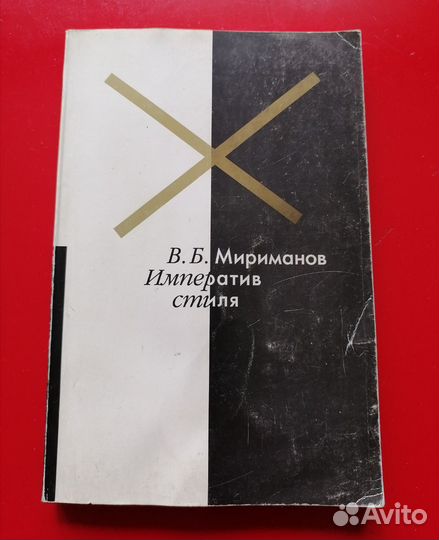 В. Б. Мириманов
Императив
стиля
Avito